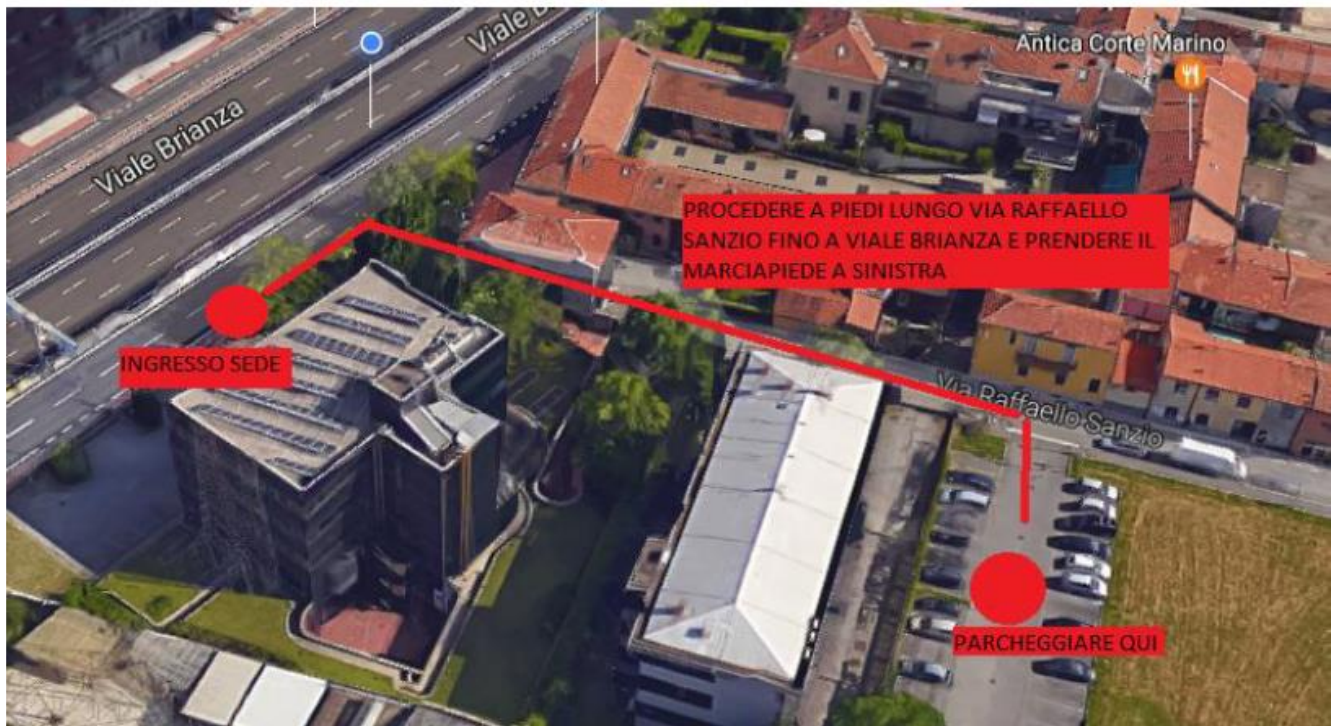 Viale B
Antica Corte Marino
Viale Brianza
PROCEDERE A PIEDI LUNGO VIA RAFFAELLO
SANZIO FINO A VIALE BRIANZA E PRENDERE IL
MARCIAPIEDE A SINISTRA
INGRESSO SEDE
Via Raffaello Sanzio
PARCHEGGIARE QUI